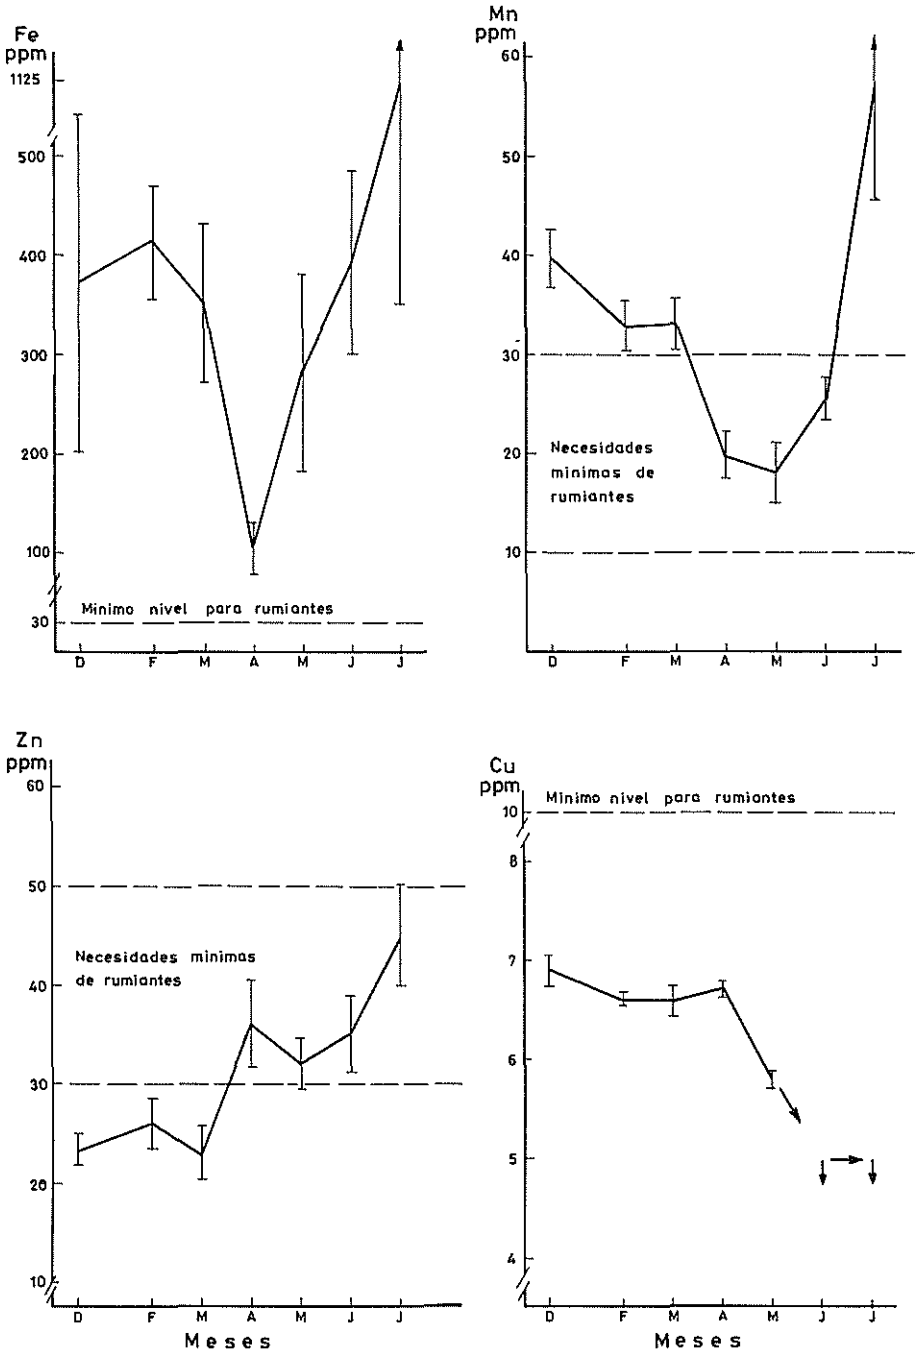 Fe
ppm
1125
500
400
300
200
100
Minimo nivel para rumiantes
30
D F M A M J J
Mn
ppm
60
50
40
30
20
Necesidades
minimas de
rumiantes
10
D F M A M J J
Zn
ppm
60
50
Necesidades minimas
de rumiantes
40
30
20
10
D F M A M J J
Meses
Cu
ppm
Minimo nivel para rumiantes
10
8
7
6
5
4
D F M A M J J
Meses